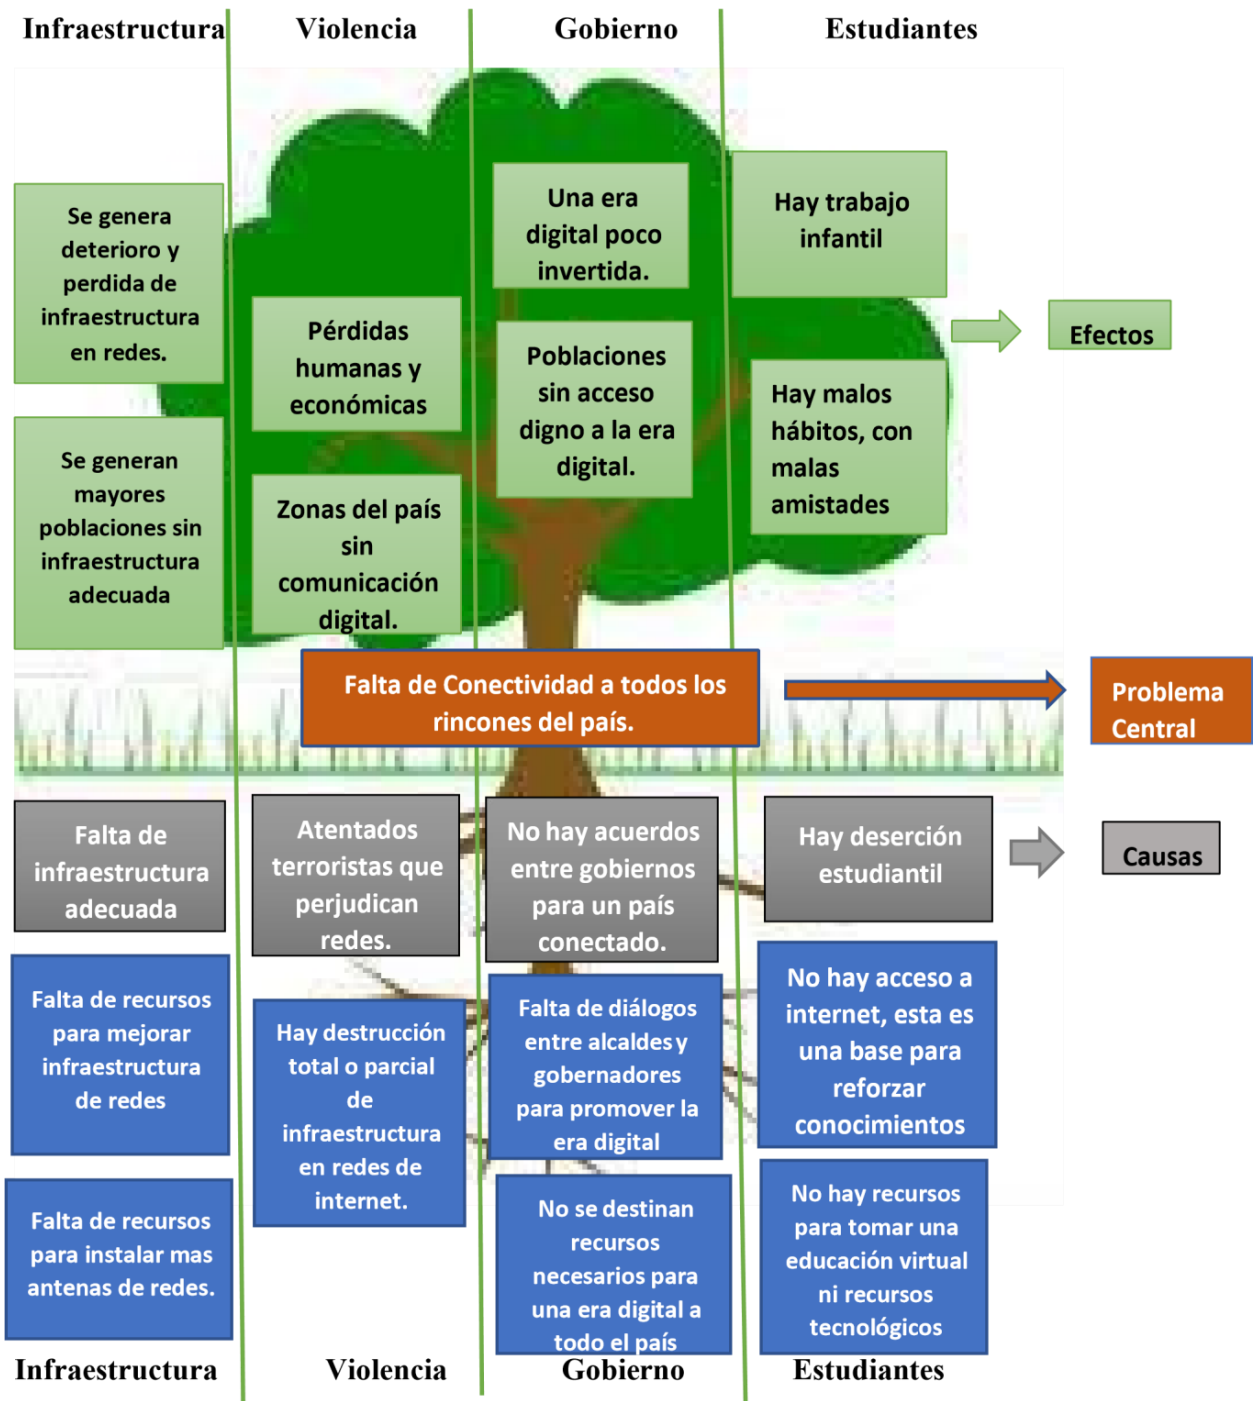 Infraestructura
Violencia
Gobierno
Estudiantes
Se genera
deterioro y
perdida de
infraestructura
en redes.
Se generan
mayores
poblaciones sin
infraestructura
adecuada
Pérdidas
humanas y
económicas
Zonas del país
sin
comunicación
digital.
Una era
digital poco
invertida.
Poblaciones
sin acceso
digno a la era
digital.
Hay trabajo
infantil
Hay malos
hábitos, con
malas
amistades
Efectos
Falta de Conectividad a todos los
rincones del país.
Problema
Central
Falta de
infraestructura
adecuada
Atentados
terroristas que
perjudican
redes.
No hay acuerdos
entre gobiernos
para un país
conectado.
Hay deserción
estudiantil
Causas
Falta de recursos
para mejorar
infraestructura
de redes
Falta de recursos
para instalar mas
antenas de redes.
Hay destrucción
total o parcial
de
infraestructura
en redes de
internet.
Falta de diálogos
entre alcaldes y
gobernadores
para promover la
era digital
No se destinan
recursos
necesarios para
una era digital a
todo el país
No hay acceso a
internet, esta es
una base para
reforzar
conocimientos
No hay recursos
para tomar una
educación virtual
ni recursos
tecnológicos
Infraestructura
Violencia
Gobierno
Estudiantes